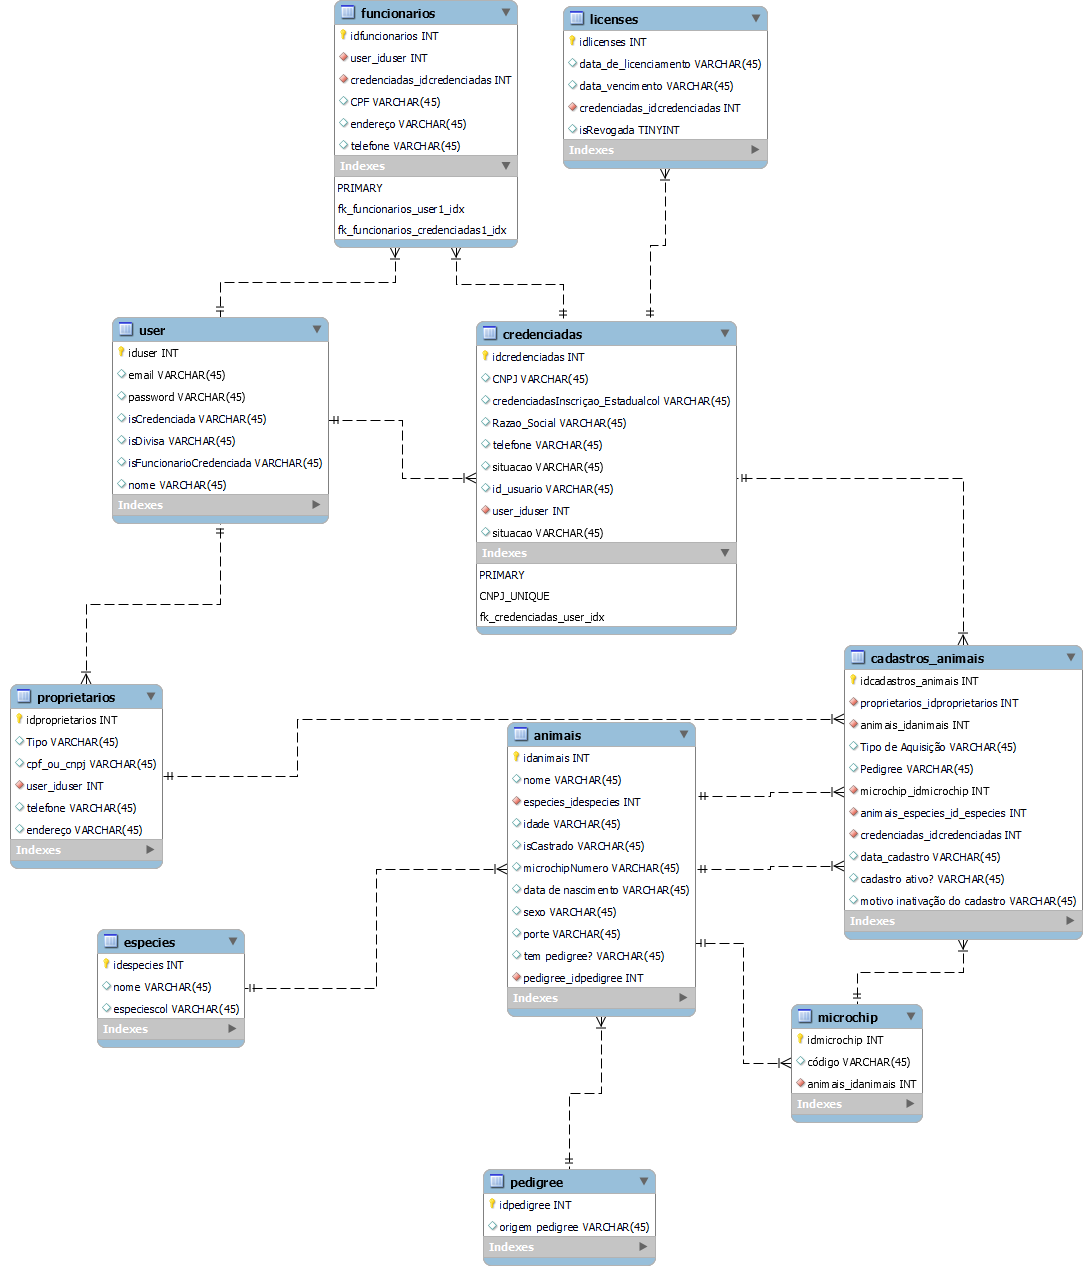 funcionarios
idfuncionarios INT
user_iduser INT
credenciadas_idcredenciadas INT
CPF VARCHAR(45)
endereço VARCHAR(45)
telefone VARCHAR(45)
Indexes
PRIMARY
fk_funcionarios_user1_idx
fk_funcionarios_credenciadas1_idx
licenses
idlicenses INT
data_de_licenciamento VARCHAR(45)
data_vencimento VARCHAR(45)
credenciadas_idcredenciadas INT
isRevogada TINYINT
Indexes
user
iduser INT
email VARCHAR(45)
password VARCHAR(45)
isCredenciada VARCHAR(45)
isDivisa VARCHAR(45)
isFuncionarioCredenciada VARCHAR(45)
nome VARCHAR(45)
Indexes
credenciadas
idcredenciadas INT
CNPJ VARCHAR(45)
credenciadasInscriçao_Estadualcol VARCHAR(45)
Razao_Social VARCHAR(45)
telefone VARCHAR(45)
situacao VARCHAR(45)
id_usuario VARCHAR(45)
user_iduser INT
situacao VARCHAR(45)
Indexes
PRIMARY
CNPJ_UNIQUE
fk_credenciadas_user_idx
cadastros_animais
idcadastros_animais INT
proprietarios_idproprietarios INT
animais_idanimais INT
Tipo de Aquisição VARCHAR(45)
Pedigree VARCHAR(45)
microchip_idmicrochip INT
animais_especies_id_especies INT
credenciadas_idcredenciadas INT
data_cadastro VARCHAR(45)
cadastro ativo? VARCHAR(45)
motivo inativação do cadastro VARCHAR(45)
Indexes
proprietarios
idproprietarios INT
Tipo VARCHAR(45)
cpf_ou_cnpj VARCHAR(45)
user_iduser INT
telefone VARCHAR(45)
endereço VARCHAR(45)
Indexes
animais
idanimais INT
nome VARCHAR(45)
especies_idespecies INT
idade VARCHAR(45)
isCastrado VARCHAR(45)
microchipNumero VARCHAR(45)
data de nascimento VARCHAR(45)
sexo VARCHAR(45)
porte VARCHAR(45)
tem pedigree? VARCHAR(45)
pedigree_idpedigree INT
Indexes
especies
idespecies INT
nome VARCHAR(45)
especiescol VARCHAR(45)
Indexes
microchip
idmicrochip INT
código VARCHAR(45)
animais_idanimais INT
Indexes
pedigree
idpedigree INT
origem pedigree VARCHAR(45)
Indexes